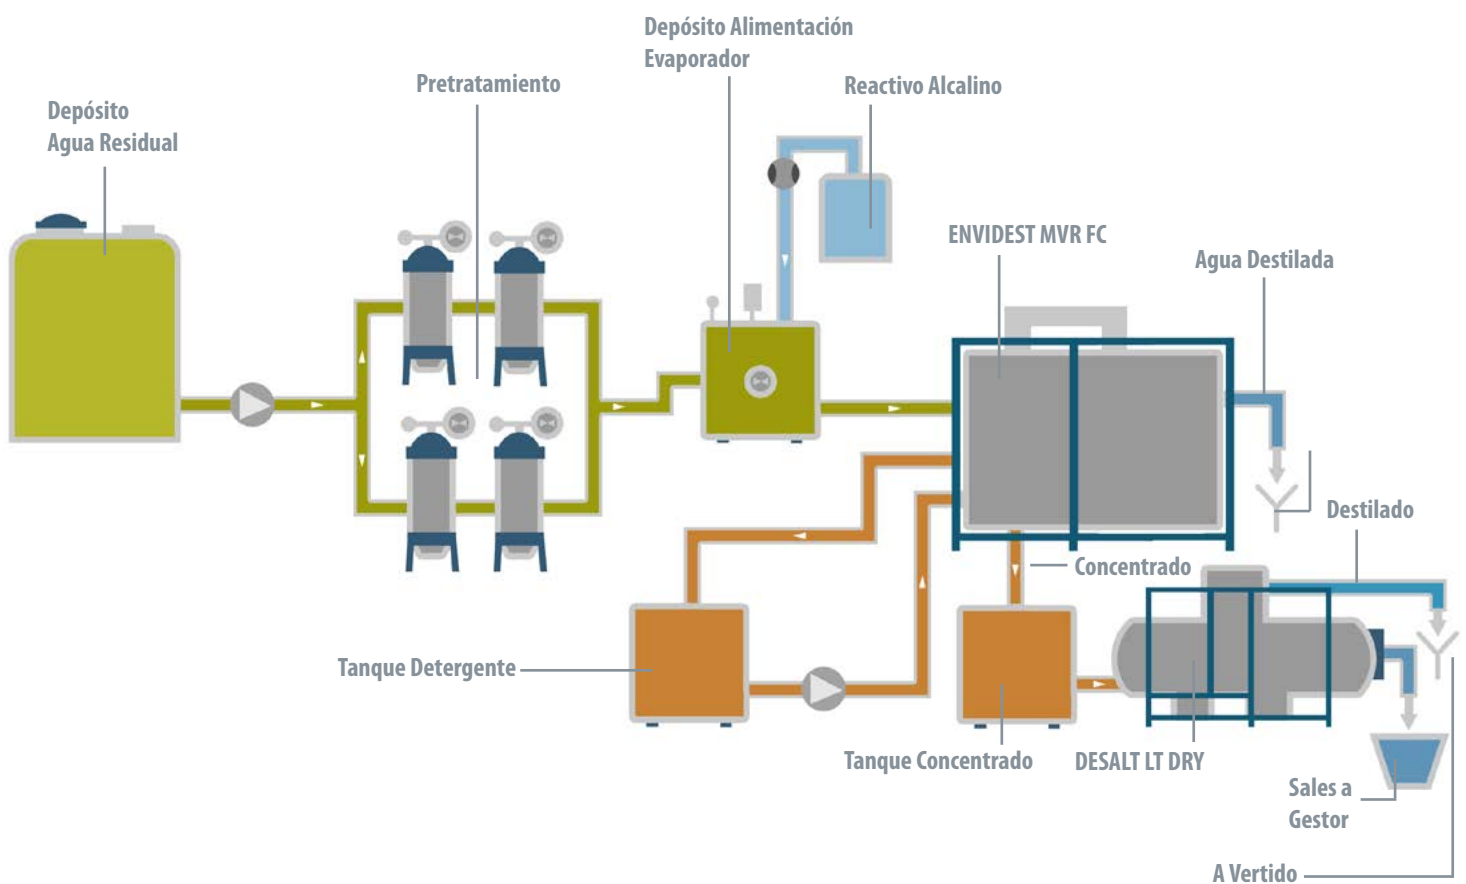 Depósito Alimentación
Evaporador
Pretratamiento
Reactivo Alcalino
Depósito
Agua Residual
ENVIDEST MVR FC
Agua Destilada
Destilado
Concentrado
Tanque Detergente
Tanque Concentrado
DESALT LT DRY
Sales a
Gestor
A Vertido